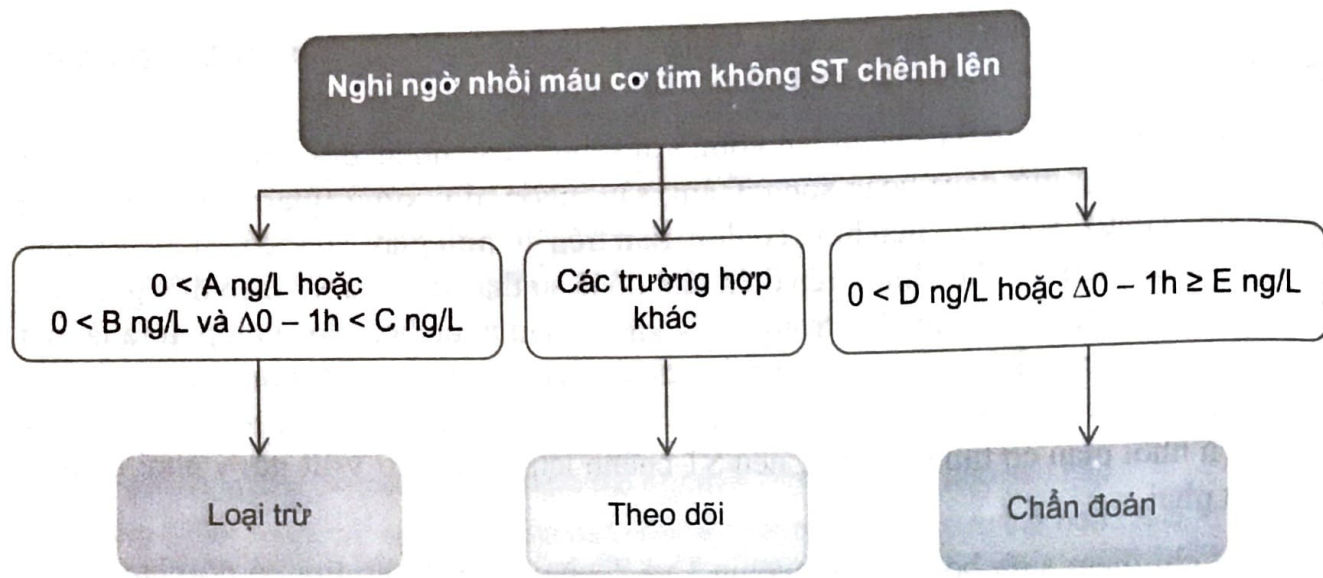 Nghi ngờ nhồi máu cơ tim không ST chênh lên
0 < A ng/L hoặc
0 < B ng/L và Δ0 – 1h < C ng/L
Các trường hợp
khác
0 < D ng/L hoặc Δ0 – 1h ≥ E ng/L
Loại trừ
Theo dõi
Chẩn đoán